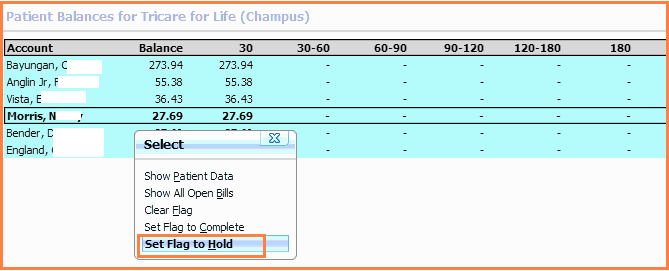 Patient Balances for Tricare for Life (Champus)
Account Balance 30 30-60 60-90 90-120 120-180 180
Bayungan, 273.94 273.94 - - - - -
Anglin Jr, 55.38 55.38 - - - - -
Vista, E 36.43 36.43 - - - - -
Morris, N 27.69 27.69 - - - - -
Bender, D - - - - -
England, - - - - -
Select
Show Patient Data
Show All Open Bills
Clear Flag
Set Flag to Complete
Set Flag to Hold